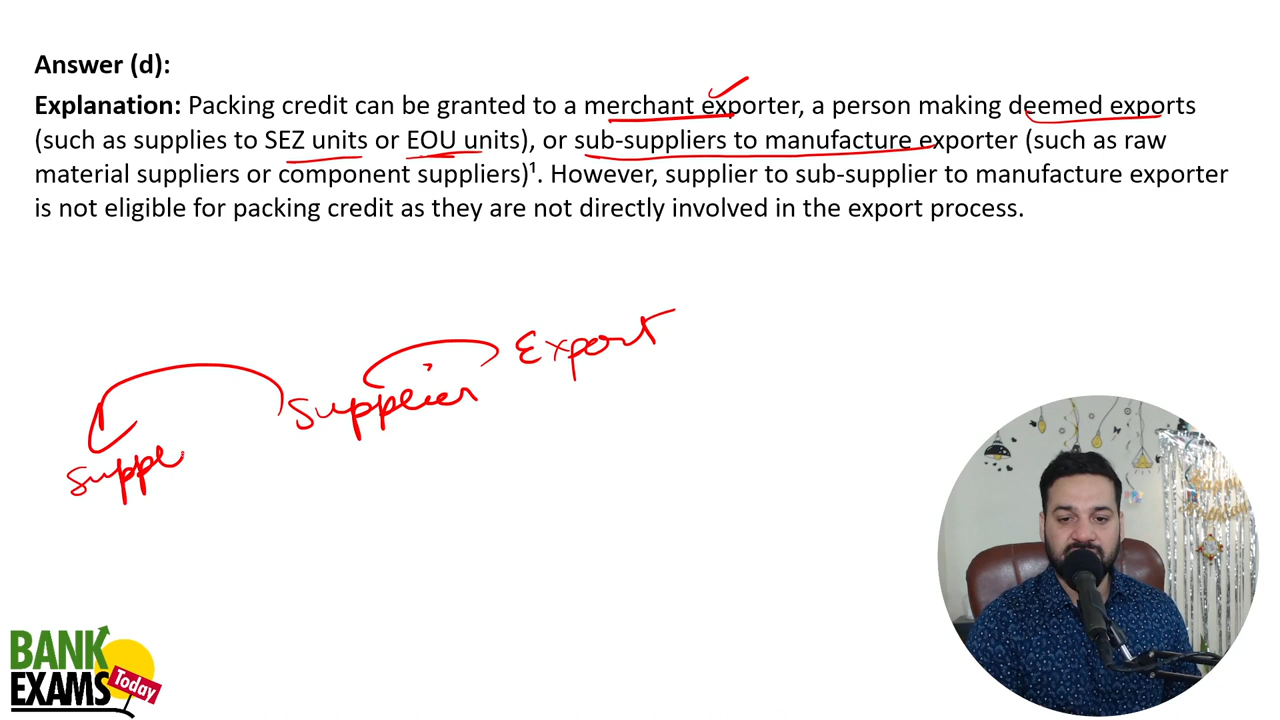 Answer (d):
Explanation: Packing credit can be granted to a merchant exporter, a person making deemed exports
(such as supplies to SEZ units or EOU units), or sub-suppliers to manufacture exporter (such as raw
material suppliers or component suppliers)¹. However, supplier to sub-supplier to manufacture exporter
is not eligible for packing credit as they are not directly involved in the export process.
Export
Supplier
Supple
BANK
EXAMS
Today